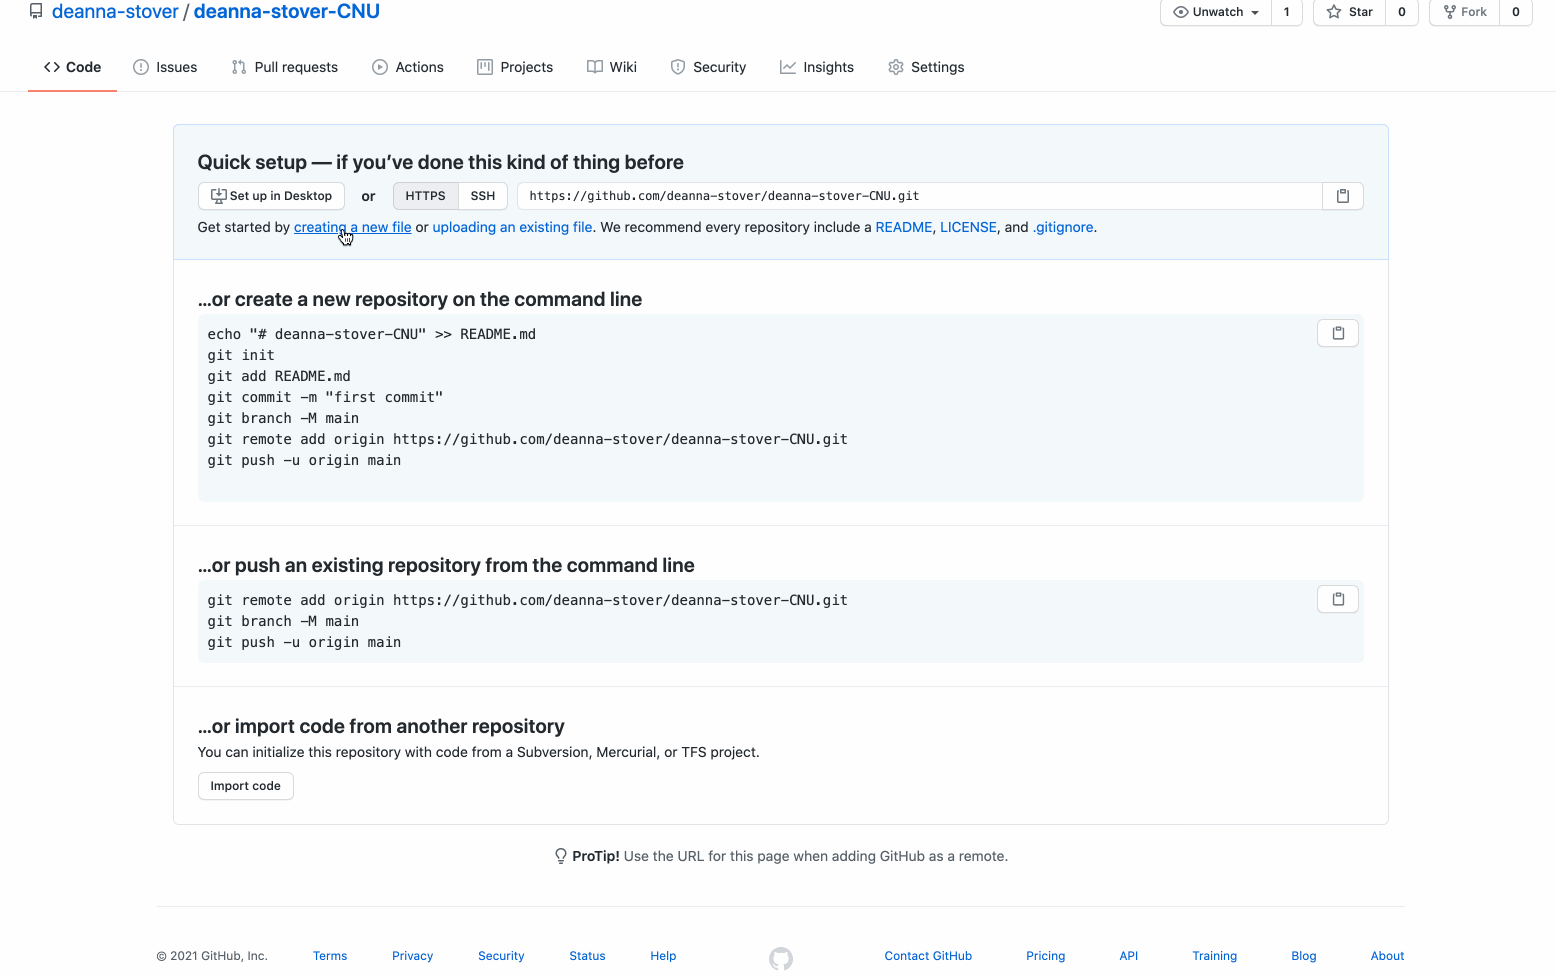 deanna-stover / deanna-stover-CNU
Unwatch 1 Star 0 Fork 0
Code Issues Pull requests Actions Projects Wiki Security Insights Settings
Quick setup — if you’ve done this kind of thing before
Set up in Desktop or HTTPS SSH https://github.com/deanna-stover/deanna-stover-CNU.git
Get started by creating a new file or uploading an existing file. We recommend every repository include a README, LICENSE, and .gitignore.
…or create a new repository on the command line
echo "# deanna-stover-CNU" >> README.md
git init
git add README.md
git commit -m "first commit"
git branch -M main
git remote add origin https://github.com/deanna-stover/deanna-stover-CNU.git
git push -u origin main
…or push an existing repository from the command line
git remote add origin https://github.com/deanna-stover/deanna-stover-CNU.git
git branch -M main
git push -u origin main
…or import code from another repository
You can initialize this repository with code from a Subversion, Mercurial, or TFS project.
Import code
ProTip! Use the URL for this page when adding GitHub as a remote.
© 2021 GitHub, Inc. Terms Privacy Security Status Help Contact GitHub Pricing API Training Blog About